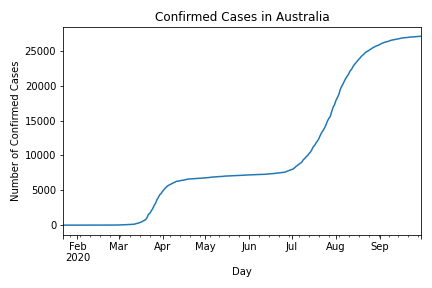 Confirmed Cases in Australia
Number of Confirmed Cases
25000
20000
15000
10000
5000
0
Feb Mar Apr May Jun Jul Aug Sep
2020
Day